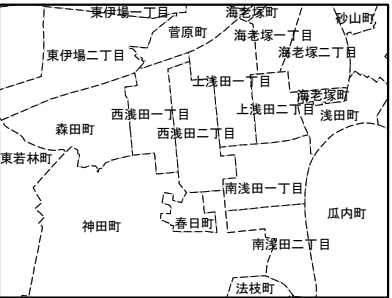 東伊場一丁目
海老塚町
砂山町
菅原町
海老塚一丁目
東伊場二丁目
海老塚二丁目
上浅田一丁目
海老塚町
西浅田一丁目
上浅田二丁目
浅田町
森田町
西浅田二丁目
東若林町
南浅田一丁目
瓜内町
神田町
春日町
南浅田二丁目
法枝町